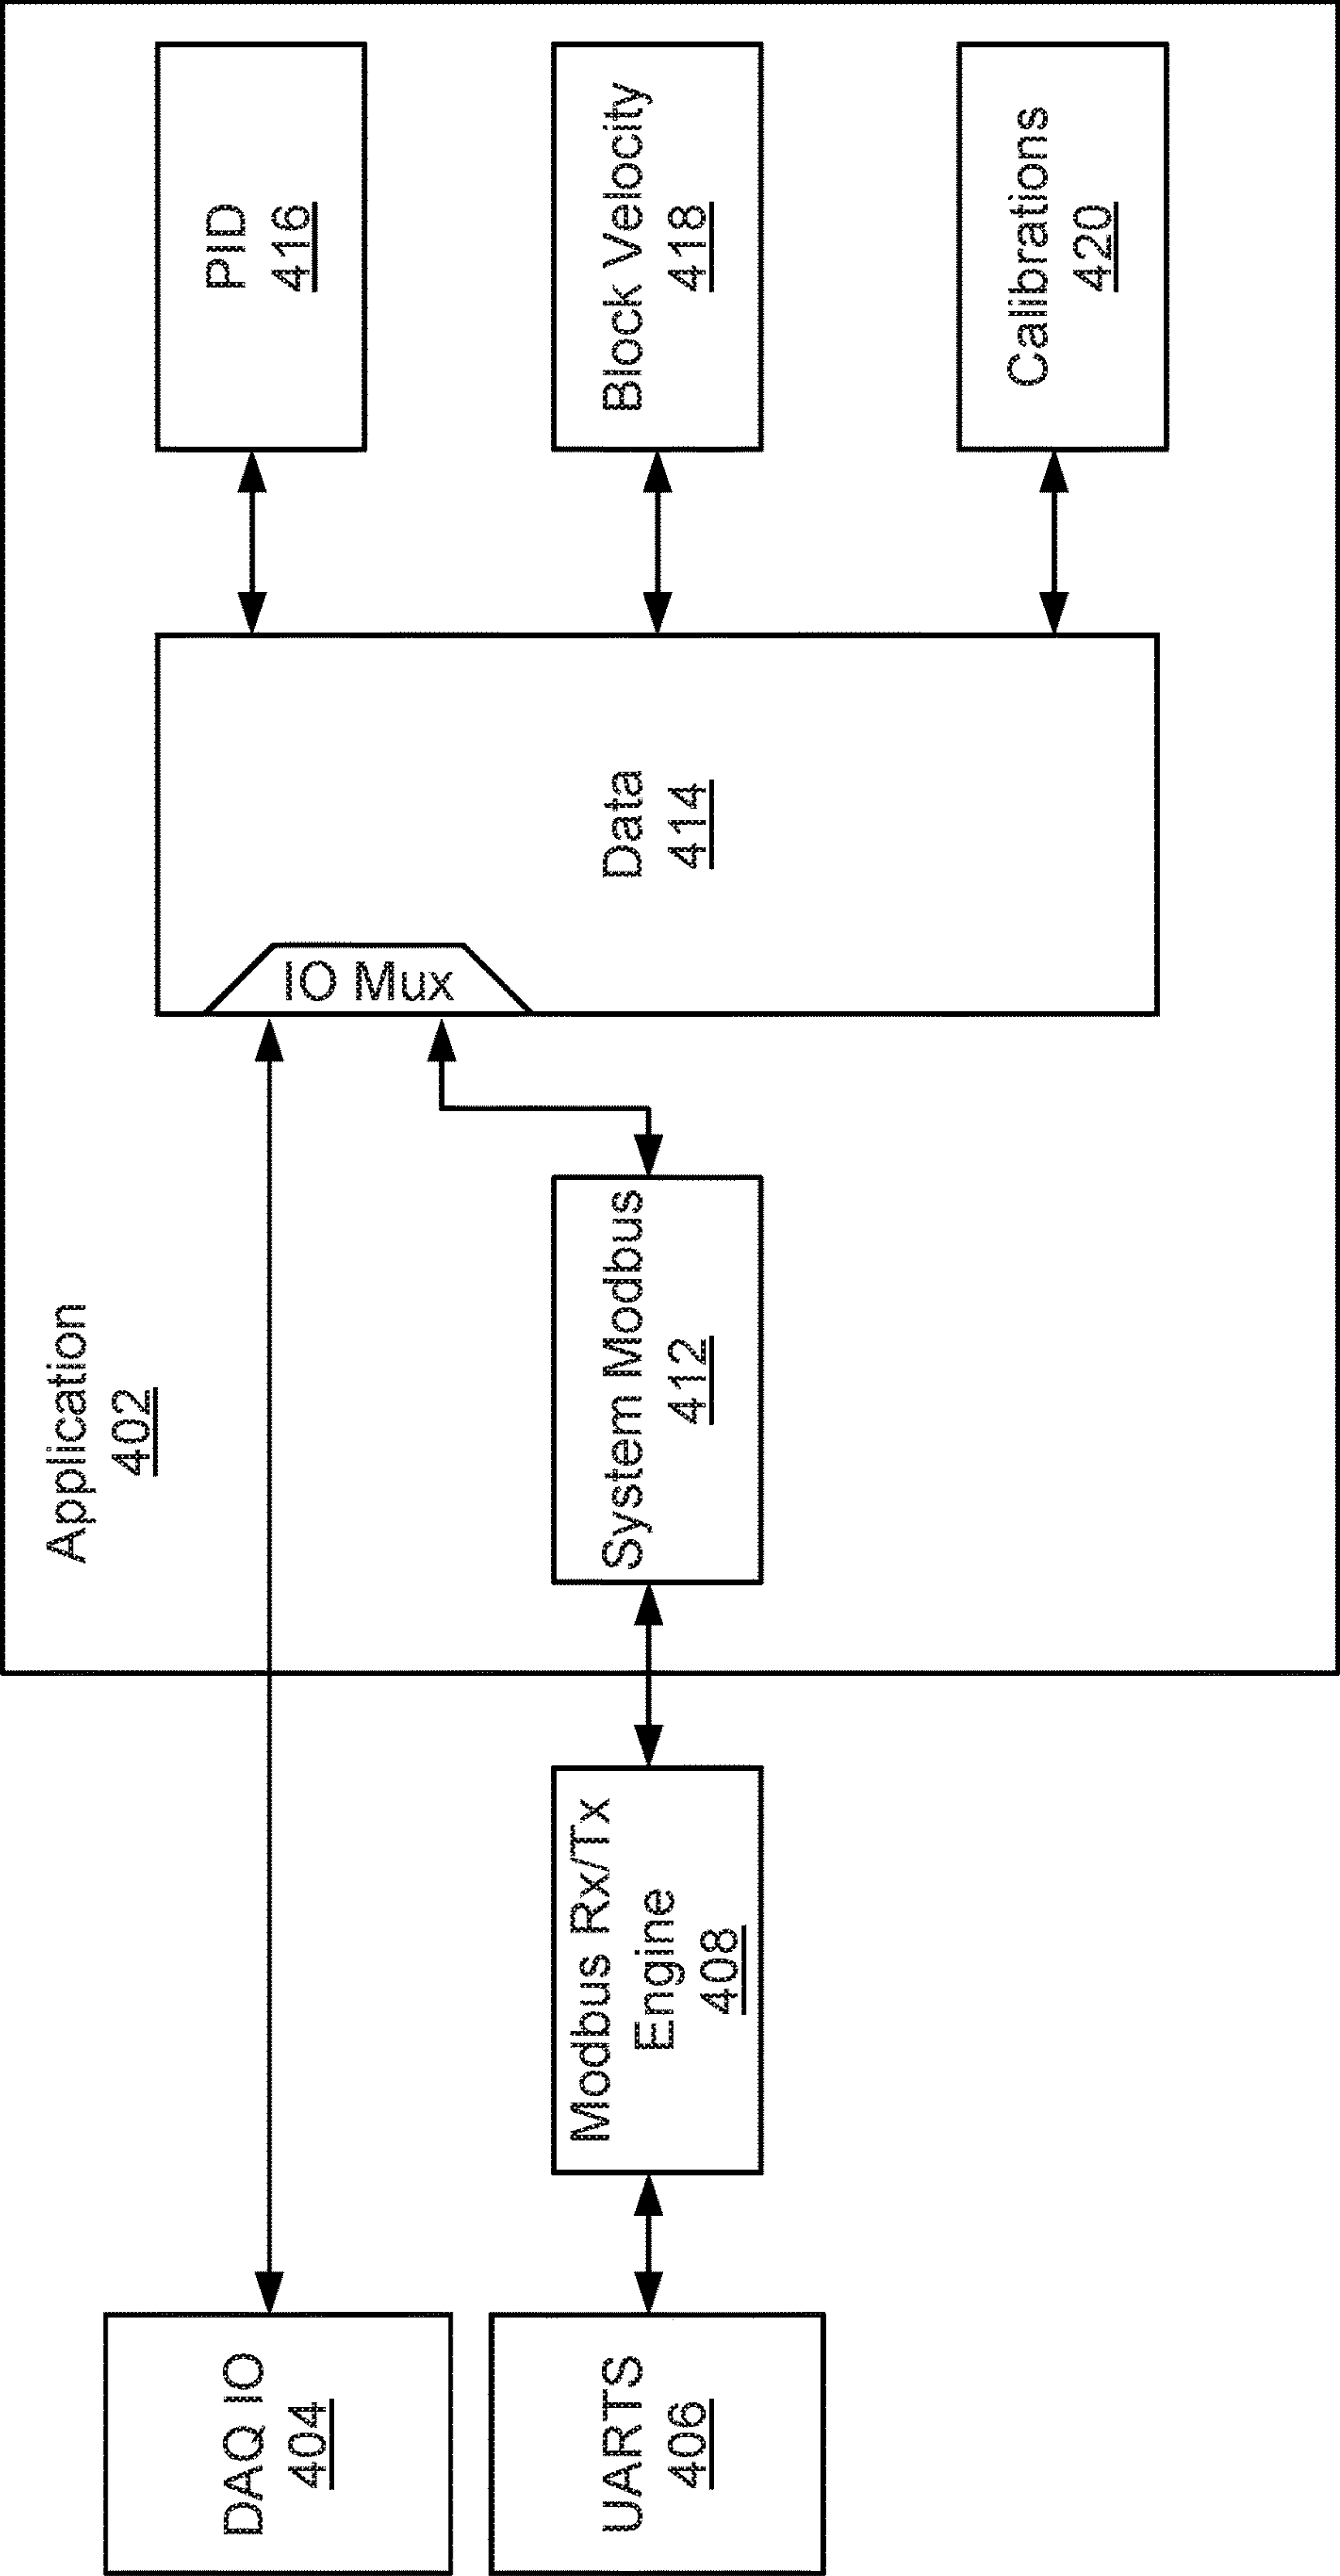 Application
402
DAQ IO
404
UARTS
406
Modbus Rx/Tx
Engine
408
System Modbus
412
IO Mux
Data
414
PID
416
Block Velocity
418
Calibrations
420